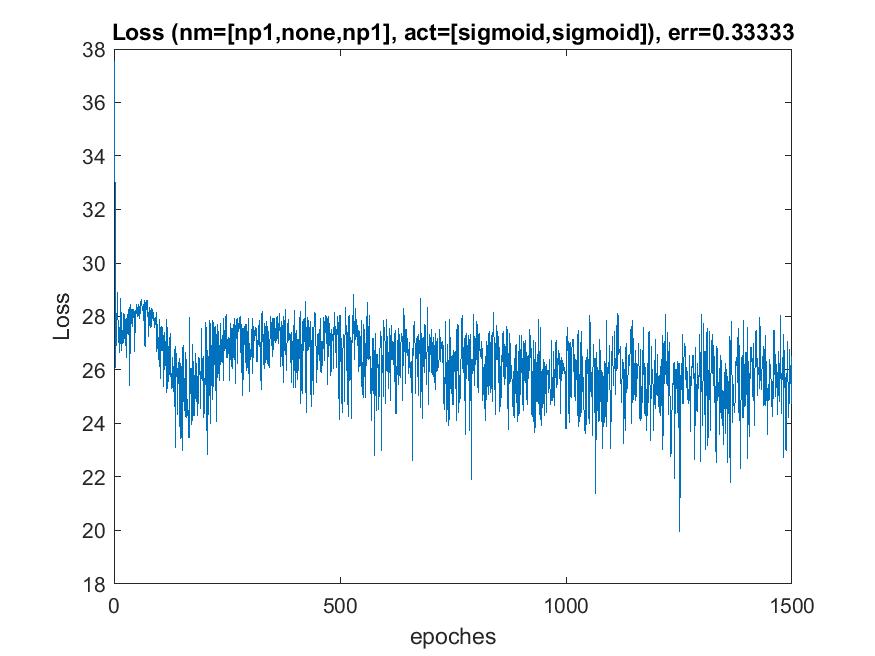 Loss (nm=[np1,none,np1], act=[sigmoid,sigmoid]), err=0.33333
38
36
34
32
30
28
26
24
22
20
18
Loss
0 500 1000 1500
epoches